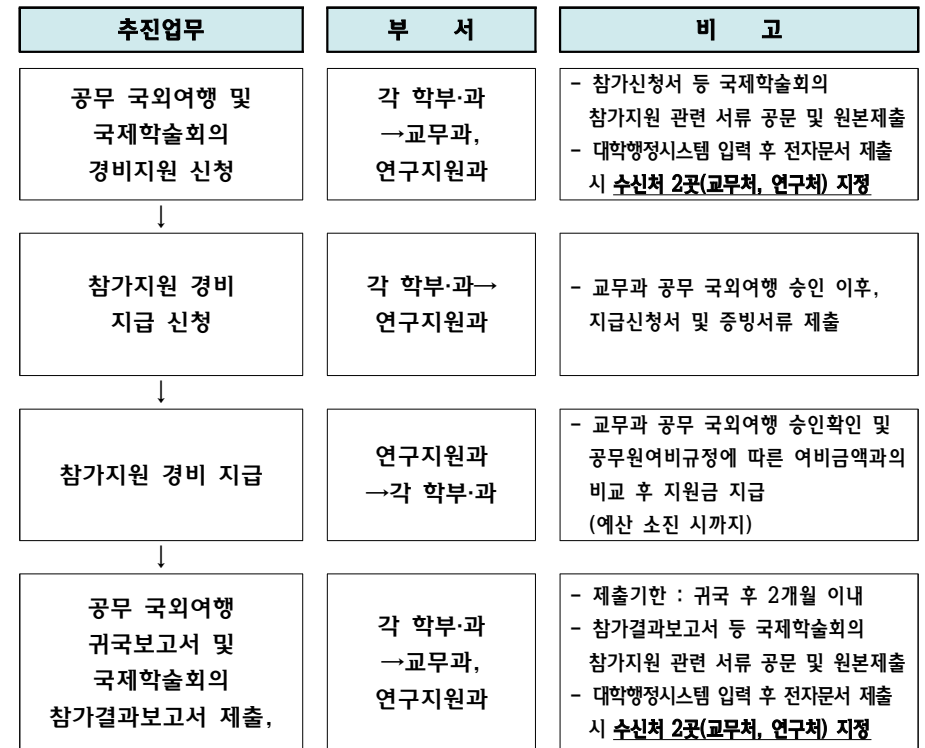 추진업무
부 서
비 고
공무 국외여행 및
국제학술회의
경비지원 신청
각 학부·과
→교무과,
연구지원과
- 참가신청서 등 국제학술회의
참가지원 관련 서류 공문 및 원본제출
- 대학행정시스템 입력 후 전자문서 제출
시 수신처 2곳(교무처, 연구처) 지정
↓
참가지원 경비
지급 신청
각 학부·과→
연구지원과
- 교무과 공무 국외여행 승인 이후,
지급신청서 및 증빙서류 제출
↓
참가지원 경비 지급
연구지원과
→각 학부·과
- 교무과 공무 국외여행 승인확인 및
공무원여비규정에 따른 여비금액과의
비교 후 지원금 지급
(예산 소진 시까지)
↓
공무 국외여행
귀국보고서 및
국제학술회의
참가결과보고서 제출,
각 학부·과
→교무과,
연구지원과
- 제출기한 : 귀국 후 2개월 이내
- 참가결과보고서 등 국제학술회의
참가지원 관련 서류 공문 및 원본제출
- 대학행정시스템 입력 후 전자문서 제출
시 수신처 2곳(교무처, 연구처) 지정